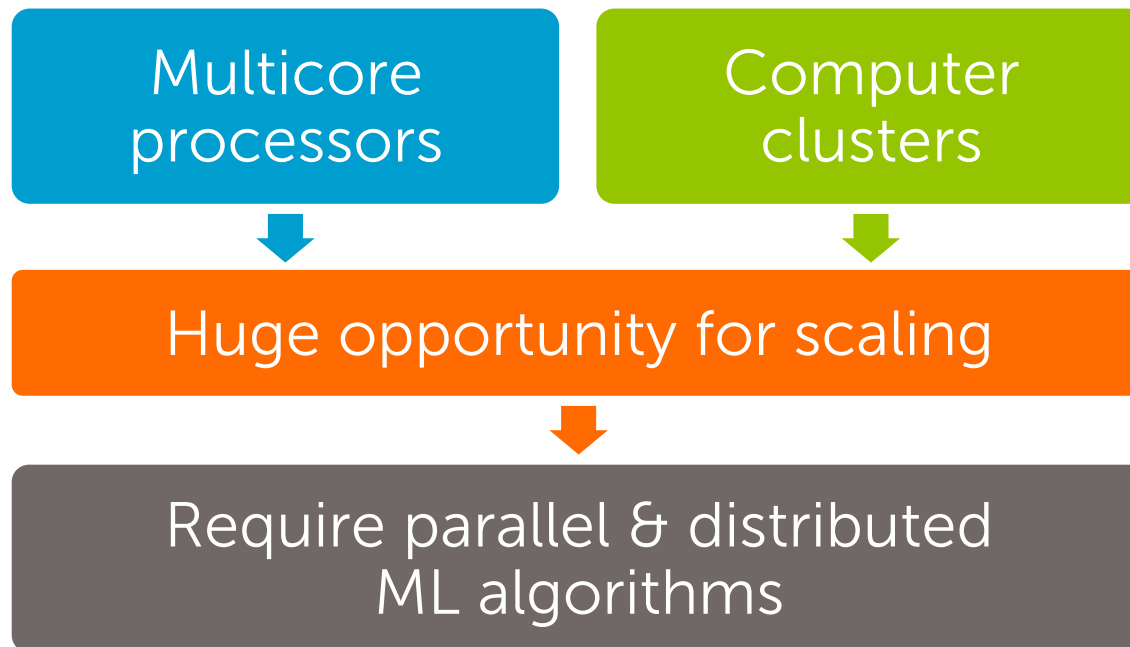 Multicore
processors
Computer
clusters
Huge opportunity for scaling
Require parallel & distributed
ML algorithms